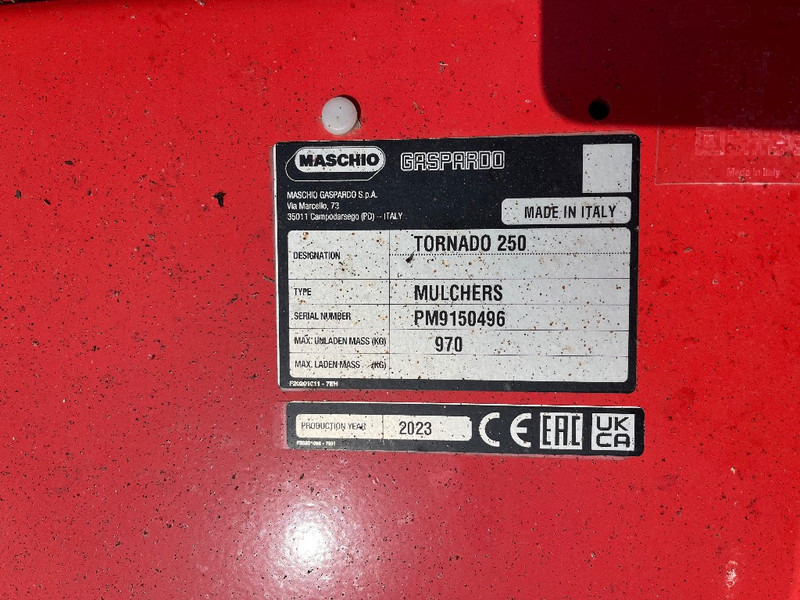 MASCHIO GASPARDO
MASCHIO GASPARDO S.p.A.
Via Marcello, 73
35011 Campodarsego (PD) - ITALY
MADE IN ITALY
DESIGNATION TORNADO 250
TYPE MULCHERS
SERIAL NUMBER PM9150496
MAX. UNLADEN MASS (KG) 970
MAX. LADEN MASS (KG)
PRODUCTION YEAR 2023 CE EAC UK CA
Made in Italy